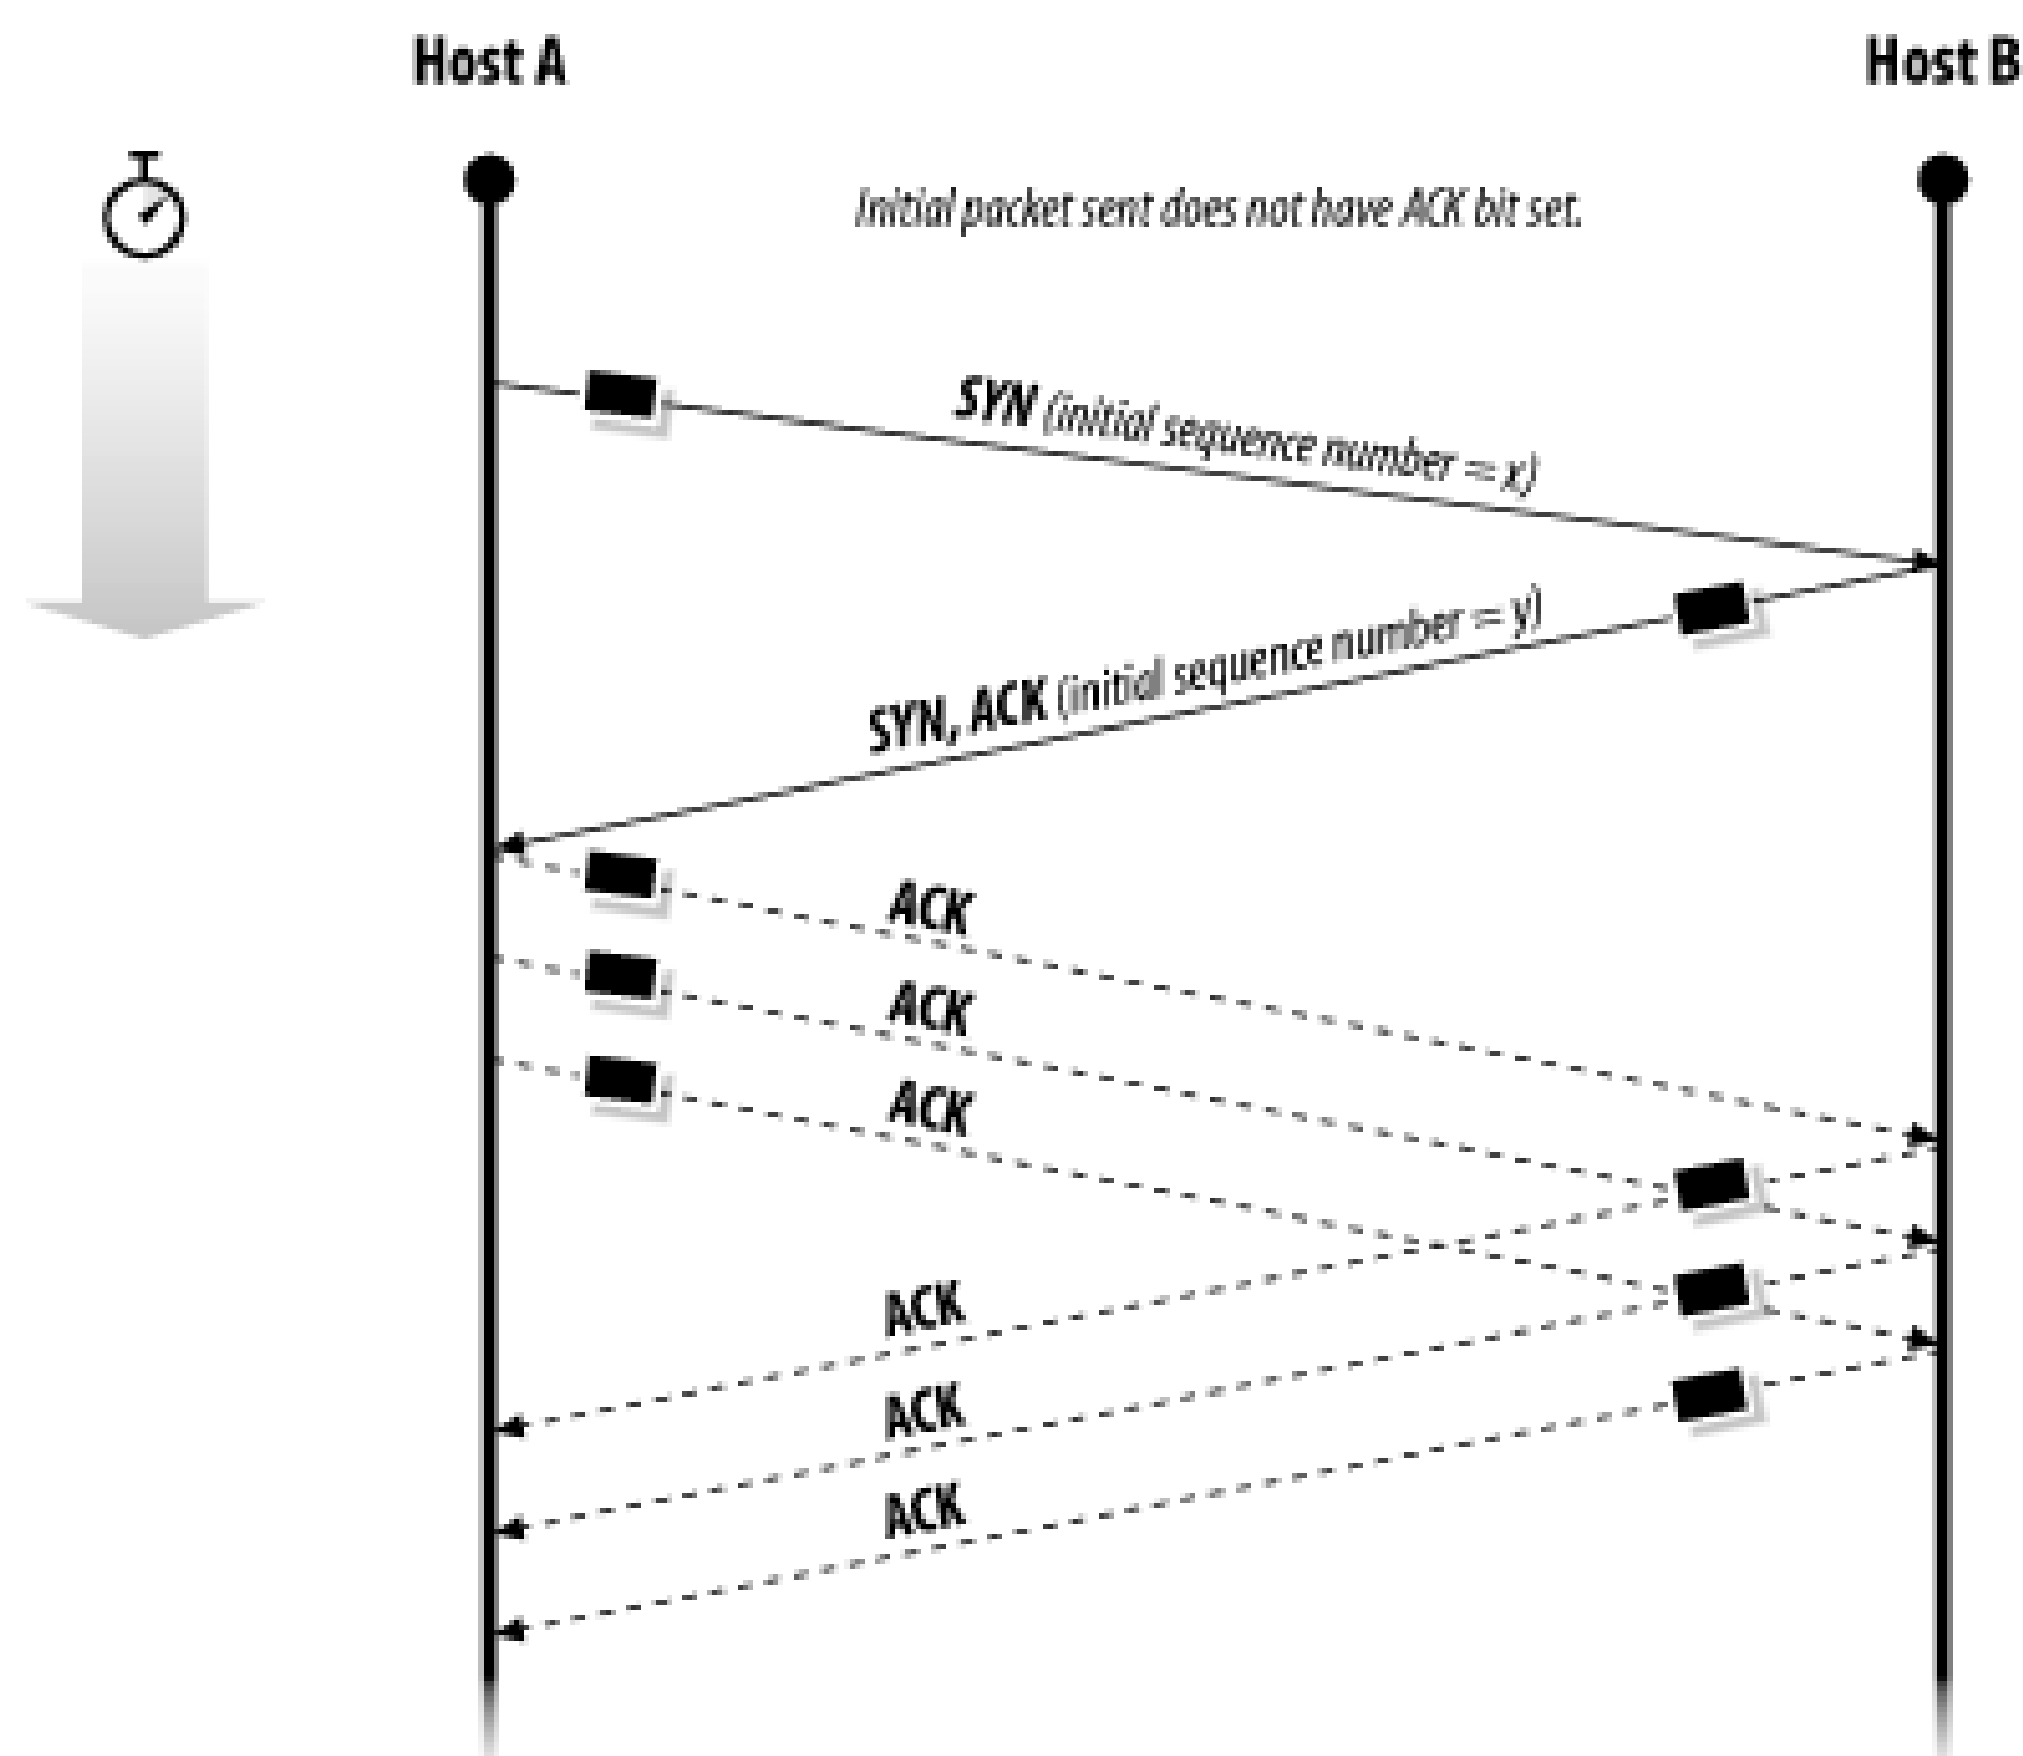 Host A
Host B
Initial packet sent does not have ACK bit set.
SYN (initial sequence number = x)
SYN, ACK (initial sequence number = y)
ACK
ACK
ACK
ACK
ACK
ACK